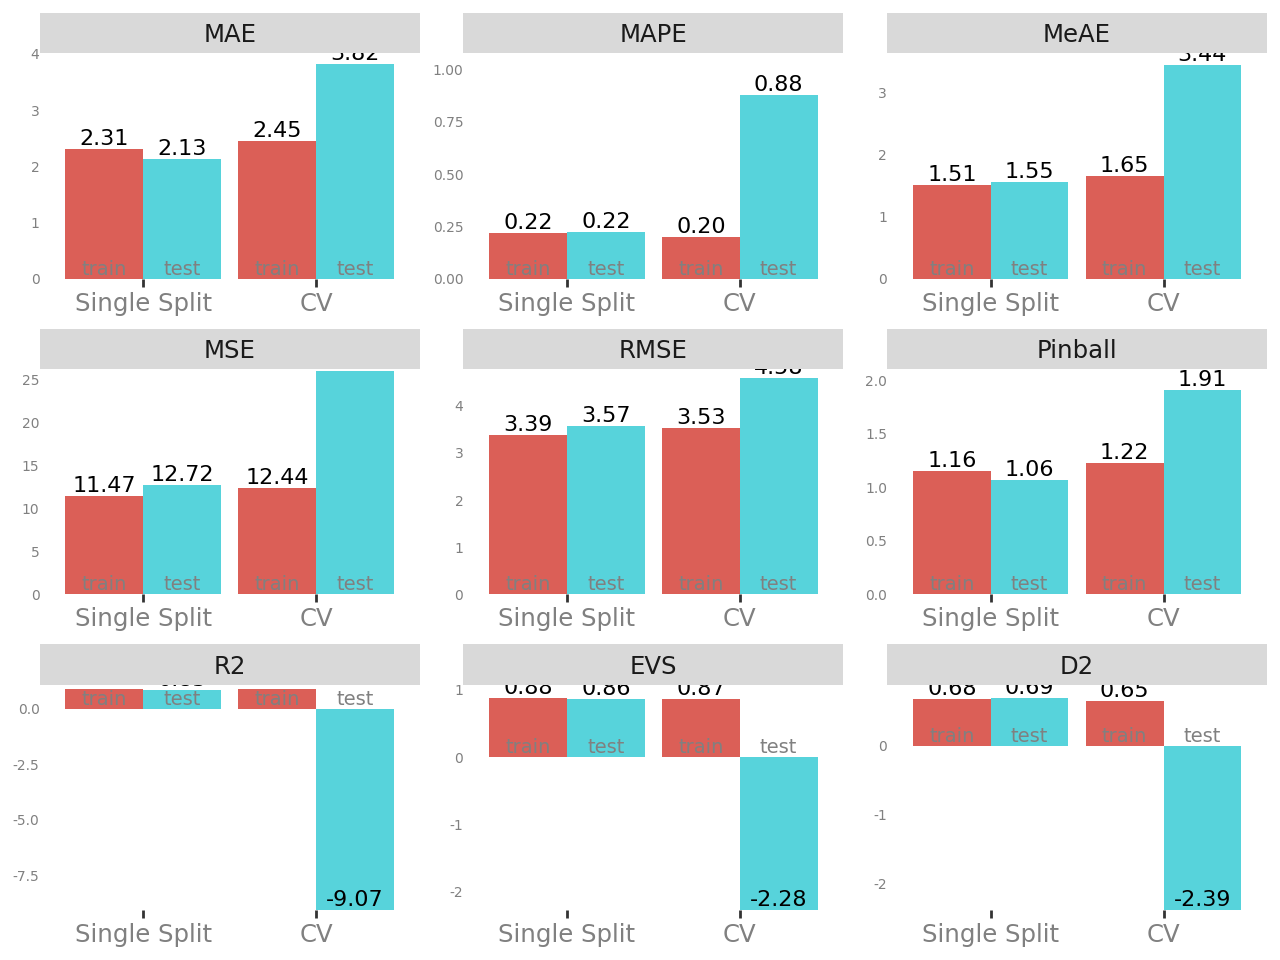 MAE
4
3
2
1
0
2.31
2.13
2.45
3.82
train
test
train
test
Single Split
CV
MAPE
1.00
0.75
0.50
0.25
0.00
0.22
0.22
0.20
0.88
train
test
train
test
Single Split
CV
MeAE
3
2
1
0
1.51
1.55
1.65
3.44
train
test
train
test
Single Split
CV
MSE
25
20
15
10
5
0
11.47
12.72
12.44
train
test
train
test
Single Split
CV
RMSE
4
3
2
1
0
3.39
3.57
3.53
4.58
train
test
train
test
Single Split
CV
Pinball
2.0
1.5
1.0
0.5
0.0
1.16
1.06
1.22
1.91
train
test
train
test
Single Split
CV
R2
0.0
-2.5
-5.0
-7.5
train
test
train
test
-9.07
Single Split
CV
EVS
1
0
-1
-2
0.88
0.86
0.87
train
test
train
test
-2.28
Single Split
CV
D2
0
-1
-2
0.68
0.69
0.65
train
test
train
test
-2.39
Single Split
CV